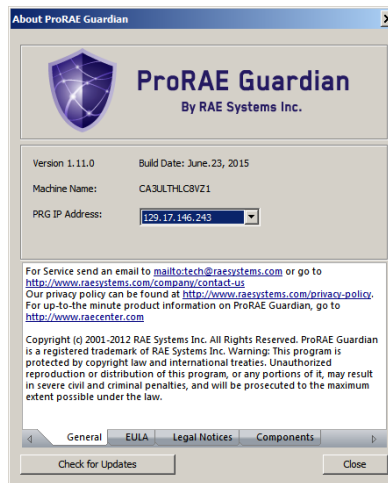 About ProRAE Guardian
ProRAE Guardian
By RAE Systems Inc.
Version 1.11.0 Build Date: June.23, 2015
Machine Name: CA3ULTHLC8VZ1
PRG IP Address: 129.17.146.243
For Service send an email to mailto:tech@raesystems.com or go to
http://www.raesystems.com/company/contact-us
Our privacy policy can be found at http://www.raesystems.com/privacy-policy.
For up-to-the minute product information on ProRAE Guardian, go to
http://www.raecenter.com
Copyright (c) 2001-2012 RAE Systems Inc. All Rights Reserved. ProRAE Guardian
is a registered trademark of RAE Systems Inc. Warning: This program is
protected by copyright law and international treaties. Unauthorized
reproduction or distribution of this program, or any portions of it, may result
in severe civil and criminal penalties, and will be prosecuted to the maximum
extent possible under the law.
General EULA Legal Notices Components
Check for Updates Close